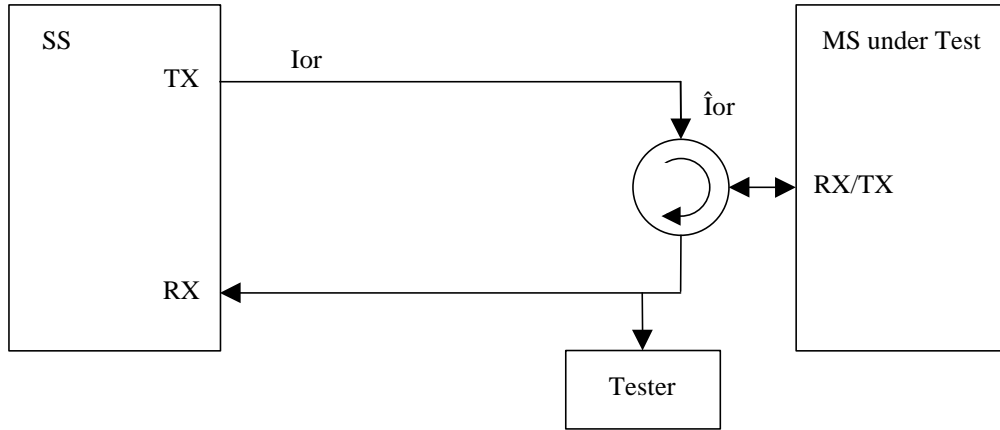 SS
MS under Test
TX
Ior
Îor
RX/TX
RX
Tester